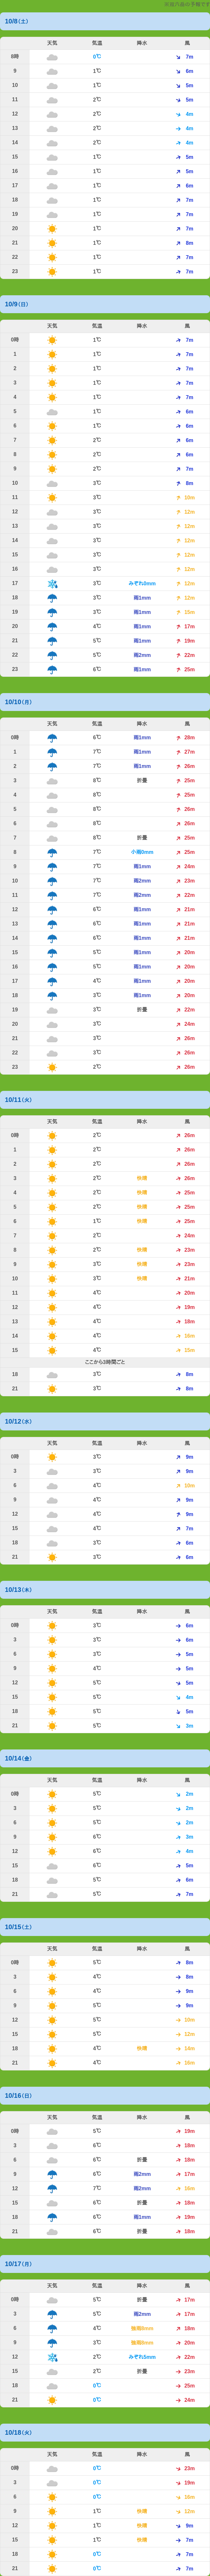 ※窓の姿の予報です
10/8(土)
天気 気温 降水 風
8時 0℃ 7m
9 1℃ 6m
10 1℃ 5m
11 2℃ 5m
12 2℃ 4m
13 2℃ 4m
14 2℃ 4m
15 1℃ 5m
16 1℃ 5m
17 1℃ 6m
18 1℃ 7m
19 1℃ 7m
20 1℃ 7m
21 1℃ 8m
22 1℃ 7m
23 1℃ 7m
10/9(日)
天気 気温 降水 風
0時 1℃ 7m
1 1℃ 7m
2 1℃ 7m
3 1℃ 7m
4 1℃ 7m
5 1℃ 6m
6 1℃ 6m
7 2℃ 6m
8 2℃ 6m
9 2℃ 7m
10 3℃ 8m
11 3℃ 10m
12 3℃ 12m
13 3℃ 12m
14 3℃ 12m
15 3℃ 12m
16 3℃ 12m
17 3℃ みぞれ0mm 12m
18 3℃ 雨1mm 12m
19 3℃ 雨1mm 15m
20 4℃ 雨1mm 17m
21 5℃ 雨1mm 19m
22 5℃ 雨2mm 22m
23 6℃ 雨1mm 25m
10/10(月)
天気 気温 降水 風
0時 6℃ 雨1mm 28m
1 7℃ 雨1mm 27m
2 7℃ 雨1mm 26m
3 8℃ 折畳 25m
4 8℃ 25m
5 8℃ 26m
6 8℃ 26m
7 8℃ 折畳 25m
8 7℃ 小雨0mm 25m
9 7℃ 雨1mm 24m
10 7℃ 雨2mm 23m
11 7℃ 雨2mm 22m
12 6℃ 雨1mm 21m
13 6℃ 雨1mm 21m
14 6℃ 雨1mm 21m
15 5℃ 雨1mm 20m
16 5℃ 雨1mm 20m
17 4℃ 雨1mm 20m
18 3℃ 雨1mm 20m
19 3℃ 折畳 22m
20 3℃ 24m
21 3℃ 26m
22 3℃ 26m
23 2℃ 26m
10/11(火)
天気 気温 降水 風
0時 2℃ 26m
1 2℃ 26m
2 2℃ 26m
3 2℃ 快晴 26m
4 2℃ 快晴 25m
5 2℃ 快晴 25m
6 1℃ 快晴 25m
7 2℃ 24m
8 2℃ 快晴 23m
9 3℃ 快晴 23m
10 3℃ 快晴 21m
11 4℃ 20m
12 4℃ 19m
13 4℃ 18m
14 4℃ 16m
15 4℃ 15m
ここから3時間ごと
18 3℃ 8m
21 3℃ 8m
10/12(水)
天気 気温 降水 風
0時 3℃ 9m
3 3℃ 9m
6 4℃ 10m
9 4℃ 9m
12 4℃ 9m
15 4℃ 7m
18 3℃ 6m
21 3℃ 6m
10/13(木)
天気 気温 降水 風
0時 3℃ 6m
3 3℃ 6m
6 3℃ 5m
9 4℃ 5m
12 5℃ 5m
15 5℃ 4m
18 5℃ 5m
21 5℃ 3m
10/14(金)
天気 気温 降水 風
0時 5℃ 2m
3 5℃ 2m
6 5℃ 2m
9 6℃ 3m
12 6℃ 4m
15 6℃ 5m
18 5℃ 6m
21 5℃ 7m
10/15(土)
天気 気温 降水 風
0時 5℃ 8m
3 4℃ 8m
6 4℃ 9m
9 5℃ 9m
12 5℃ 10m
15 5℃ 12m
18 4℃ 快晴 14m
21 4℃ 16m
10/16(日)
天気 気温 降水 風
0時 5℃ 19m
3 6℃ 18m
6 6℃ 折畳 18m
9 6℃ 雨2mm 17m
12 7℃ 雨2mm 16m
15 6℃ 折畳 18m
18 6℃ 雨1mm 19m
21 6℃ 折畳 18m
10/17(月)
天気 気温 降水 風
0時 5℃ 折畳 17m
3 5℃ 雨2mm 17m
6 4℃ 強雨8mm 18m
9 3℃ 強雨8mm 20m
12 2℃ みぞれ5mm 22m
15 2℃ 折畳 23m
18 0℃ 25m
21 0℃ 24m
10/18(火)
天気 気温 降水 風
0時 0℃ 23m
3 0℃ 19m
6 0℃ 16m
9 1℃ 快晴 12m
12 1℃ 快晴 9m
15 1℃ 快晴 7m
18 0℃ 7m
21 0℃ 7m